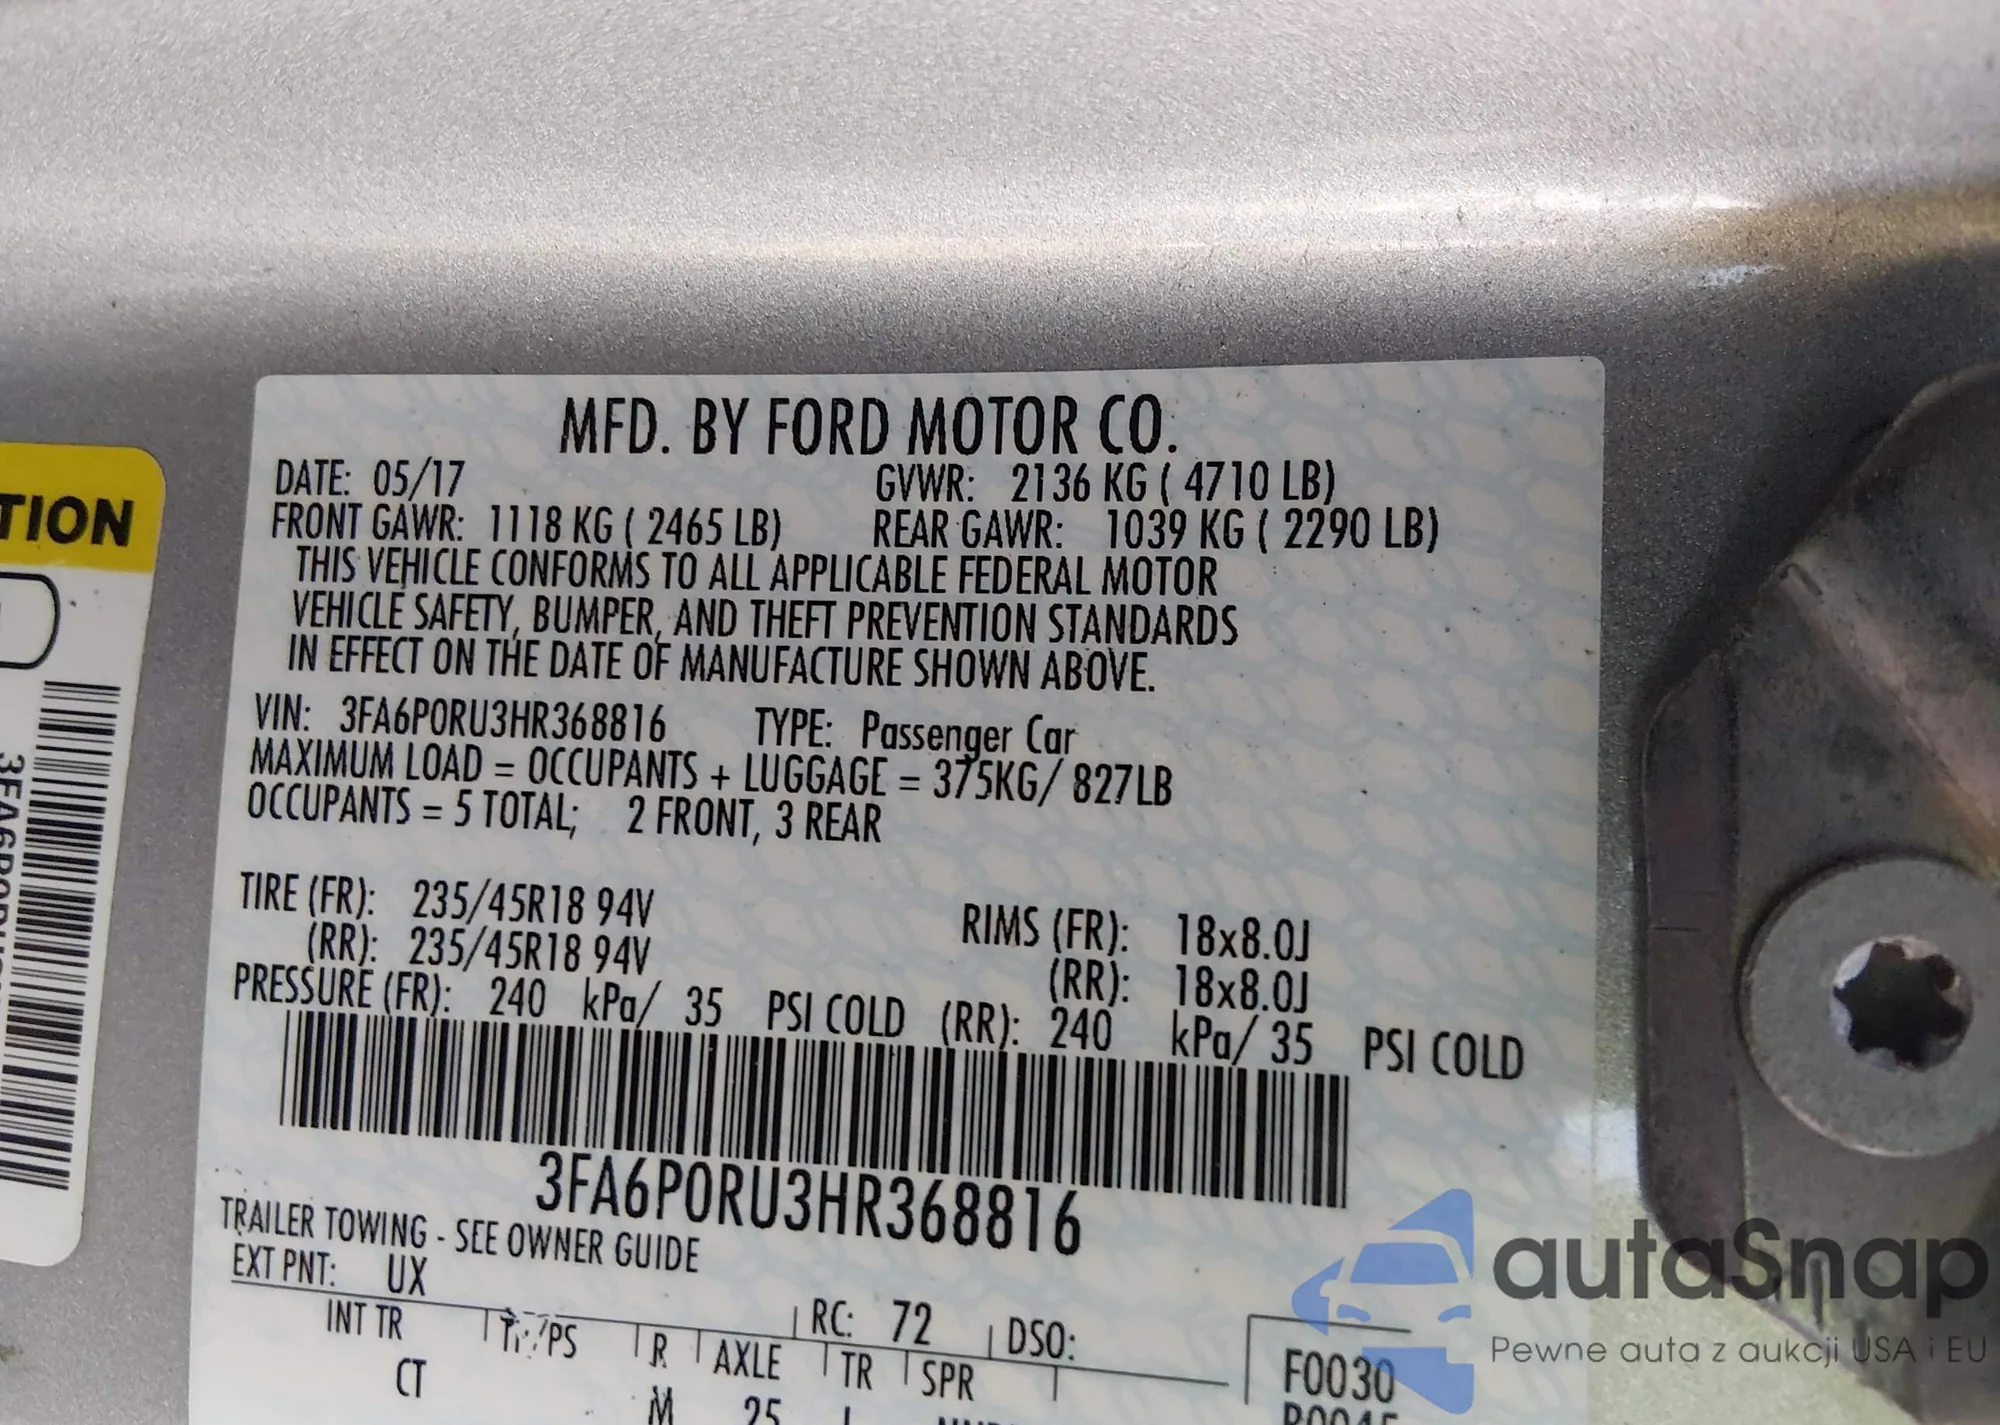 MFD. BY FORD MOTOR CO.
DATE: 05/17 GVWR: 2136 KG ( 4710 LB)
FRONT GAWR: 1118 KG ( 2465 LB) REAR GAWR: 1039 KG ( 2290 LB)
THIS VEHICLE CONFORMS TO ALL APPLICABLE FEDERAL MOTOR
VEHICLE SAFETY, BUMPER, AND THEFT PREVENTION STANDARDS
IN EFFECT ON THE DATE OF MANUFACTURE SHOWN ABOVE.
VIN: 3FA6P0RU3HR368816 TYPE: Passenger Car
MAXIMUM LOAD = OCCUPANTS + LUGGAGE = 375KG/ 827LB
OCCUPANTS = 5 TOTAL; 2 FRONT, 3 REAR
TIRE (FR): 235/45R18 94V RIMS (FR): 18x8.0J
(RR): 235/45R18 94V (RR): 18x8.0J
PRESSURE (FR): 240 kPa/ 35 PSI COLD (RR): 240 kPa/ 35 PSI COLD
3FA6P0RU3HR368816
TRAILER TOWING - SEE OWNER GUIDE
EXT PNT: UX RC: 72 DSO:
INT TR /PS R AXLE TR SPR F0030
CT M 25
TION
autaSnap
Pewne auta z aukcji USA i EU